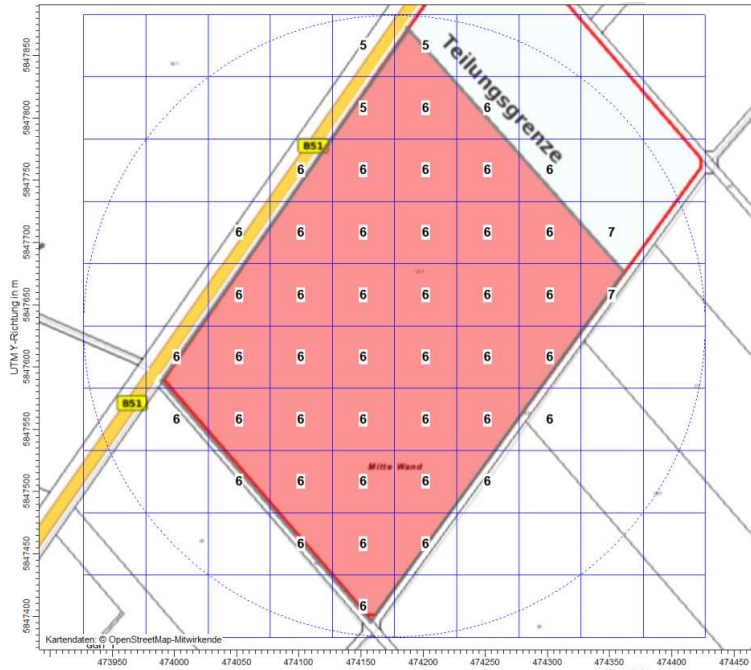 5 5
Teilungsgrenze
5 6 6
B51
6 6 6 6 6
6 6 6 6 6 6 7
6 6 6 6 6 6 7
6 6 6 6 6 6 6
B51
6 6 6 6 6 6 6
Mitte Wand
6 6 6 6 6
6 6 6
6
UTM Y-Richtung in m
5847850
5847800
5847750
5847700
5847650
5847600
5847550
5847500
5847450
5847400
Kartendaten: © OpenStreetMap-Mitwirkende
473950 474000 474050 474100 474150 474200 474250 474300 474350 474400